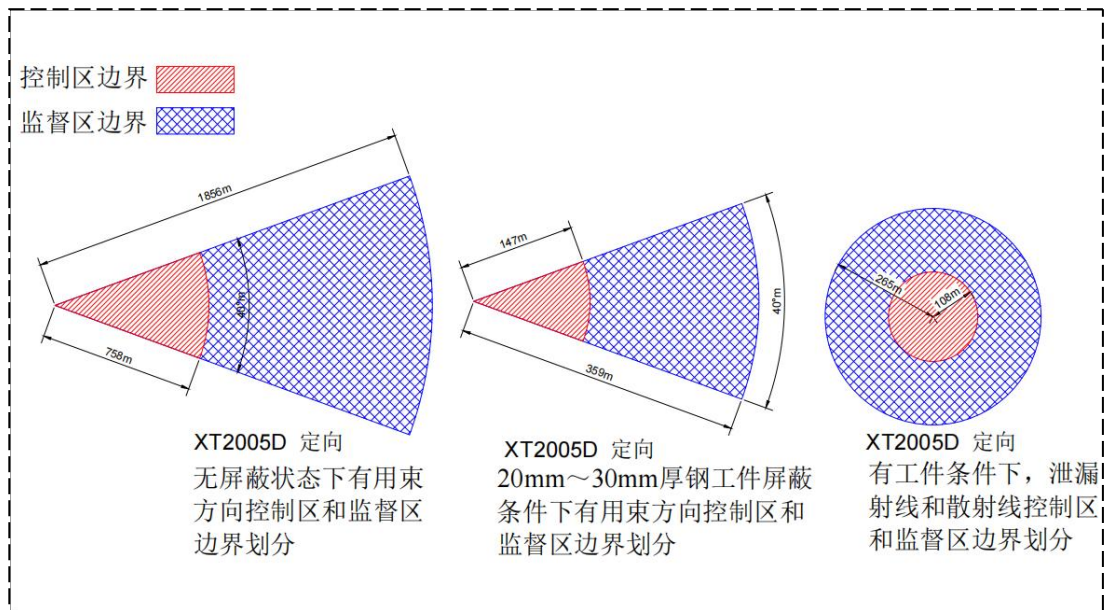 控制区边界
监督区边界
1856m
758m
40°m
147m
359m
40°m
265m
108m
XT2005D 定向
无屏蔽状态下有用束
方向控制区和监督区
边界划分
XT2005D 定向
20mm～30mm厚钢工件屏蔽
条件下有用束方向控制区和
监督区边界划分
XT2005D 定向
有工件条件下，泄漏
射线和散射线控制区
和监督区边界划分